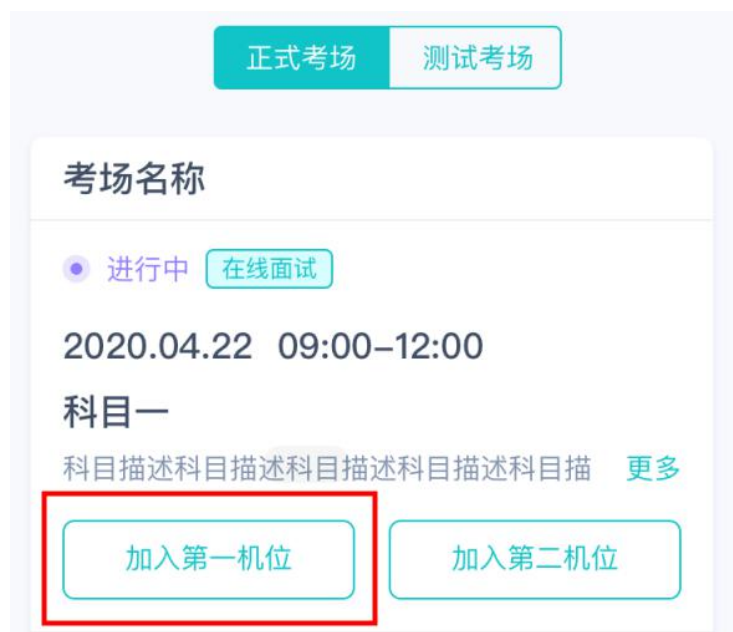 正式考场 测试考场
考场名称
进行中 在线面试
2020.04.22 09:00–12:00
科目一
科目描述科目描述科目描述科目描述科目描 更多
加入第一机位 加入第二机位